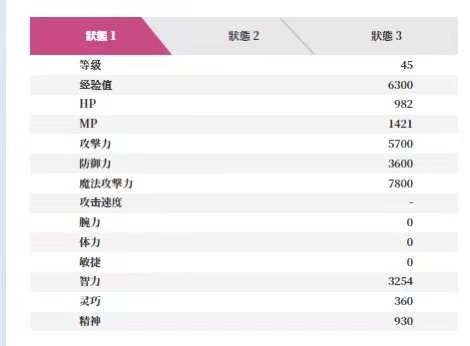 狀態 1 狀態 2 狀態 3
等级 45
经验值 6300
HP 982
MP 1421
攻擊力 5700
防御力 3600
魔法攻擊力 7800
攻击速度 -
腕力 0
体力 0
敏捷 0
智力 3254
灵巧 360
精神 930